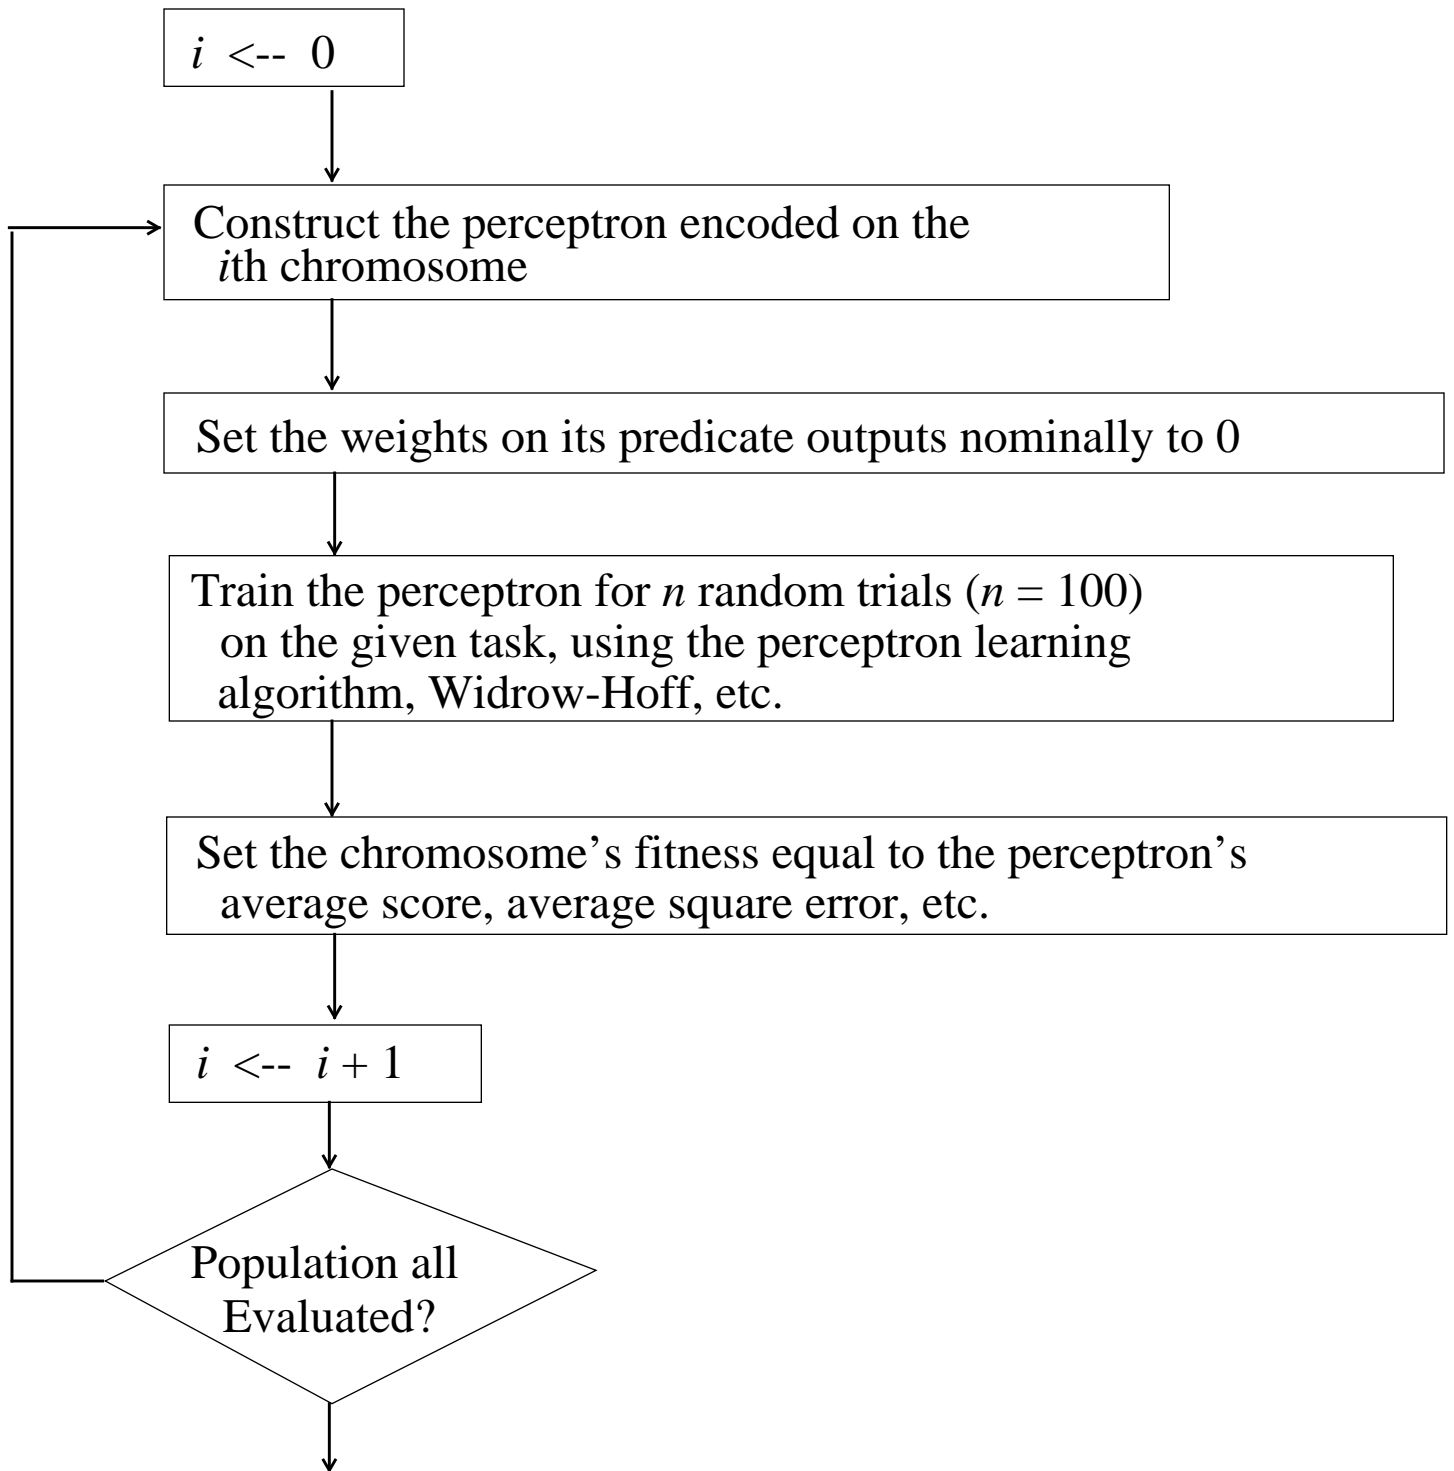 i <-- 0
Construct the perceptron encoded on the
ith chromosome
Set the weights on its predicate outputs nominally to 0
Train the perceptron for n random trials (n = 100)
on the given task, using the perceptron learning
algorithm, Widrow-Hoff, etc.
Set the chromosome’s fitness equal to the perceptron’s
average score, average square error, etc.
i <-- i + 1
Population all
Evaluated?